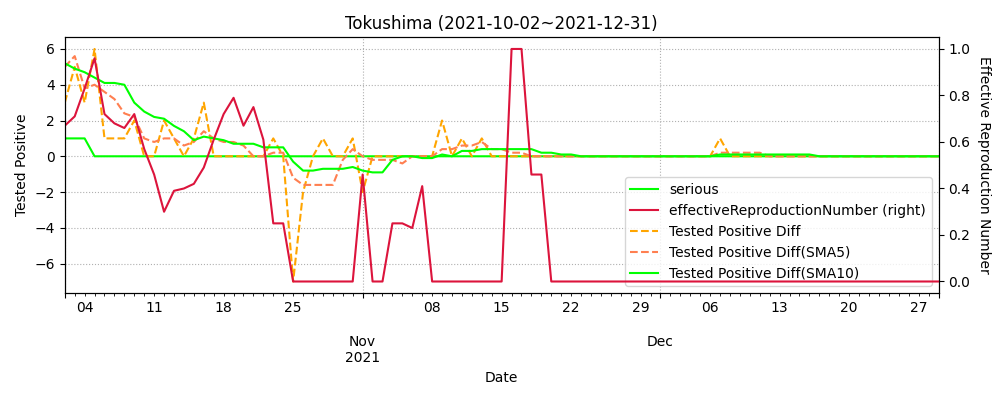 Tokushima (2021-10-02~2021-12-31)
6
4
2
0
−2
−4
−6
Tested Positive
1.0
0.8
0.6
0.4
0.2
0.0
Effective Reproduction Number
serious
effectiveReproductionNumber (right)
Tested Positive Diff
Tested Positive Diff(SMA5)
Tested Positive Diff(SMA10)
04 11 18 25 08 15 22 29 06 13 20 27
Nov Dec
2021
Date